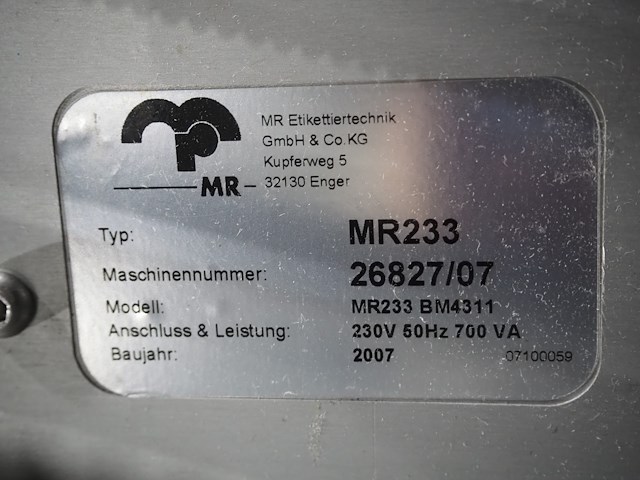 MR Etikettiertechnik
GmbH & Co.KG
Kupferweg 5
32130 Enger
MR
Typ: MR233
Maschinennummer: 26827/07
Modell: MR233 BM4311
Anschluss & Leistung: 230V 50Hz 700 VA
Baujahr: 2007 07100059